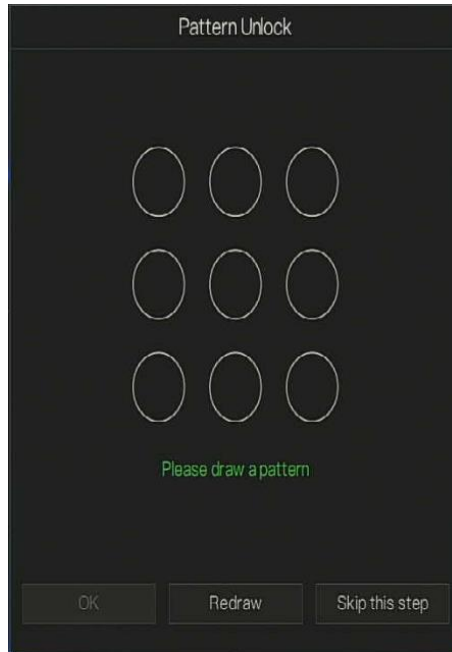 Pattern Unlock
Please draw a pattern
OK
Redraw
Skip this step